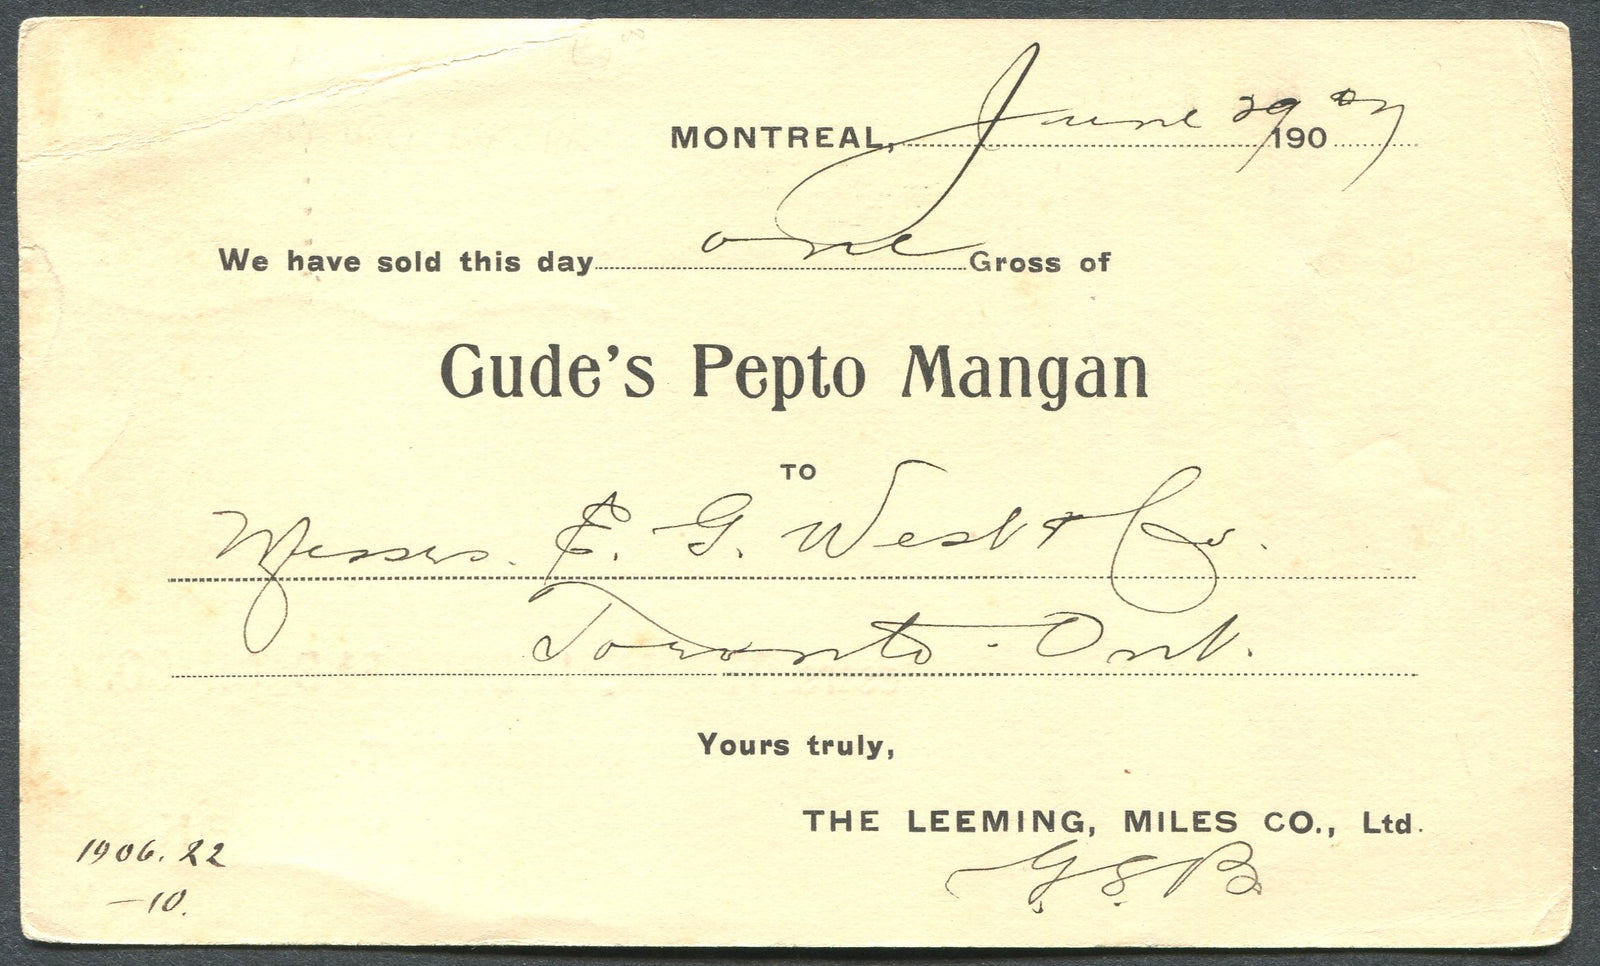 MONTREAL, June 29 1907
We have sold this day one Gross of
Gude's Pepto Mangan
TO
Messrs. E. G. West & Co.
Toronto - Ont.
Yours truly,
THE LEEMING, MILES CO., Ltd.
G. S. B.
1906.22
-10.